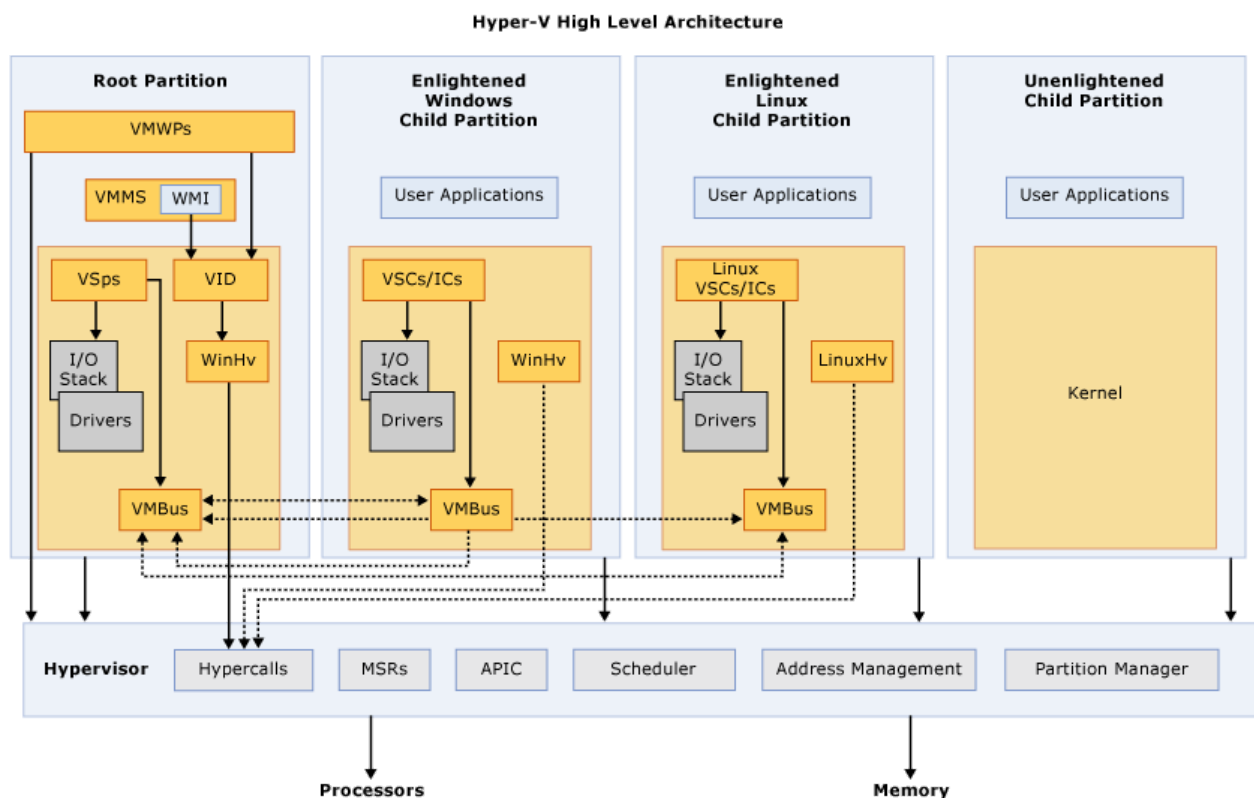 Hyper-V High Level Architecture
Root Partition
VMWPs
VMMS
WMI
VSps
VID
I/O
Stack
Drivers
WinHv
VMBus
Enlightened
Windows
Child Partition
User Applications
VSCs/ICs
I/O
Stack
Drivers
WinHv
VMBus
Enlightened
Linux
Child Partition
User Applications
Linux
VSCs/ICs
I/O
Stack
Drivers
LinuxHv
VMBus
Unenlightened
Child Partition
User Applications
Kernel
Hypervisor
Hypercalls
MSRs
APIC
Scheduler
Address Management
Partition Manager
Processors
Memory